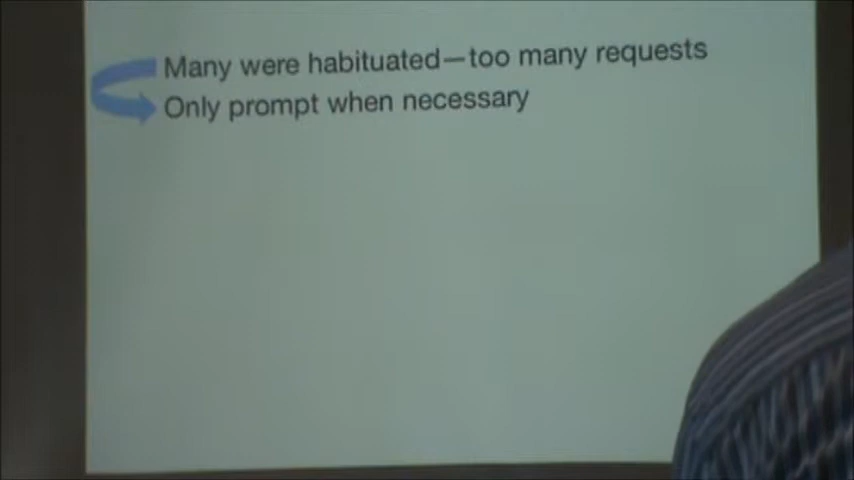 Many were habituated—too many requests
Only prompt when necessary